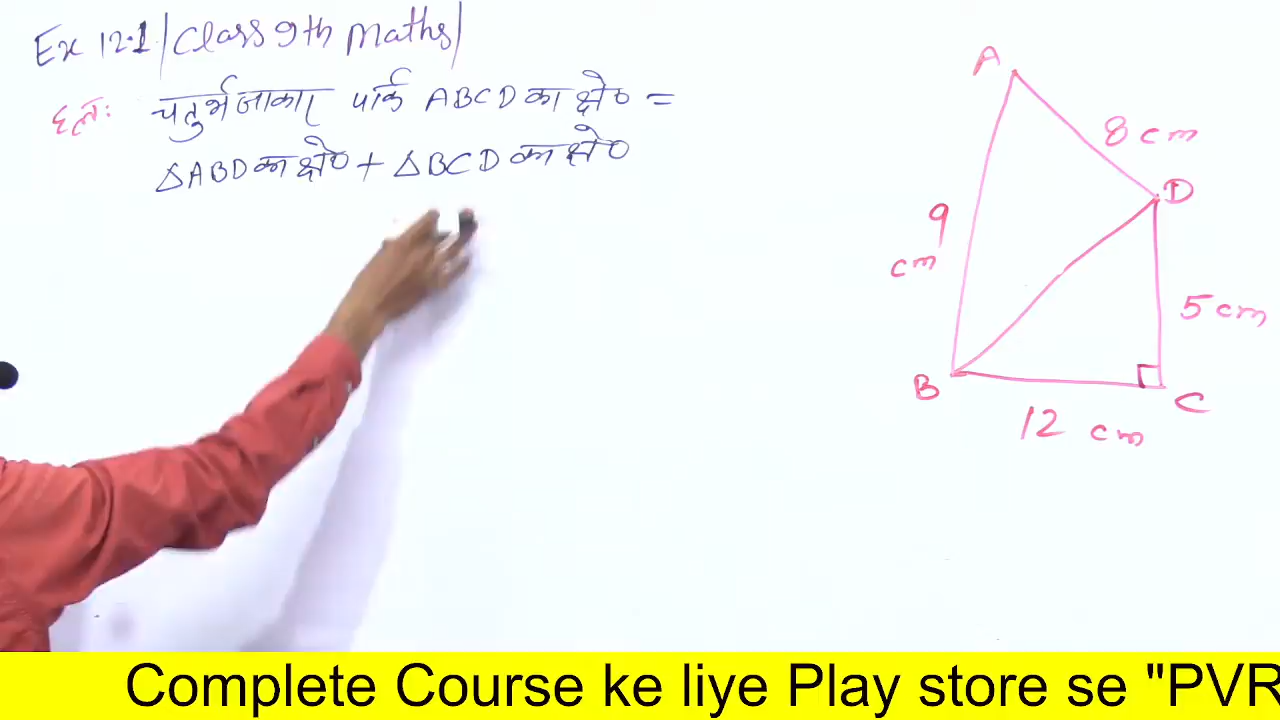 Ex 12.1 / Class 9th Maths /
हल: चतुर्भुजाकार पार्क ABCD का क्षे० =
△ABD का क्षे० + △BCD का क्षे०
A
8 cm
D
9 cm
5 cm
B
C
12 cm
Complete Course ke liye Play store se "PVR